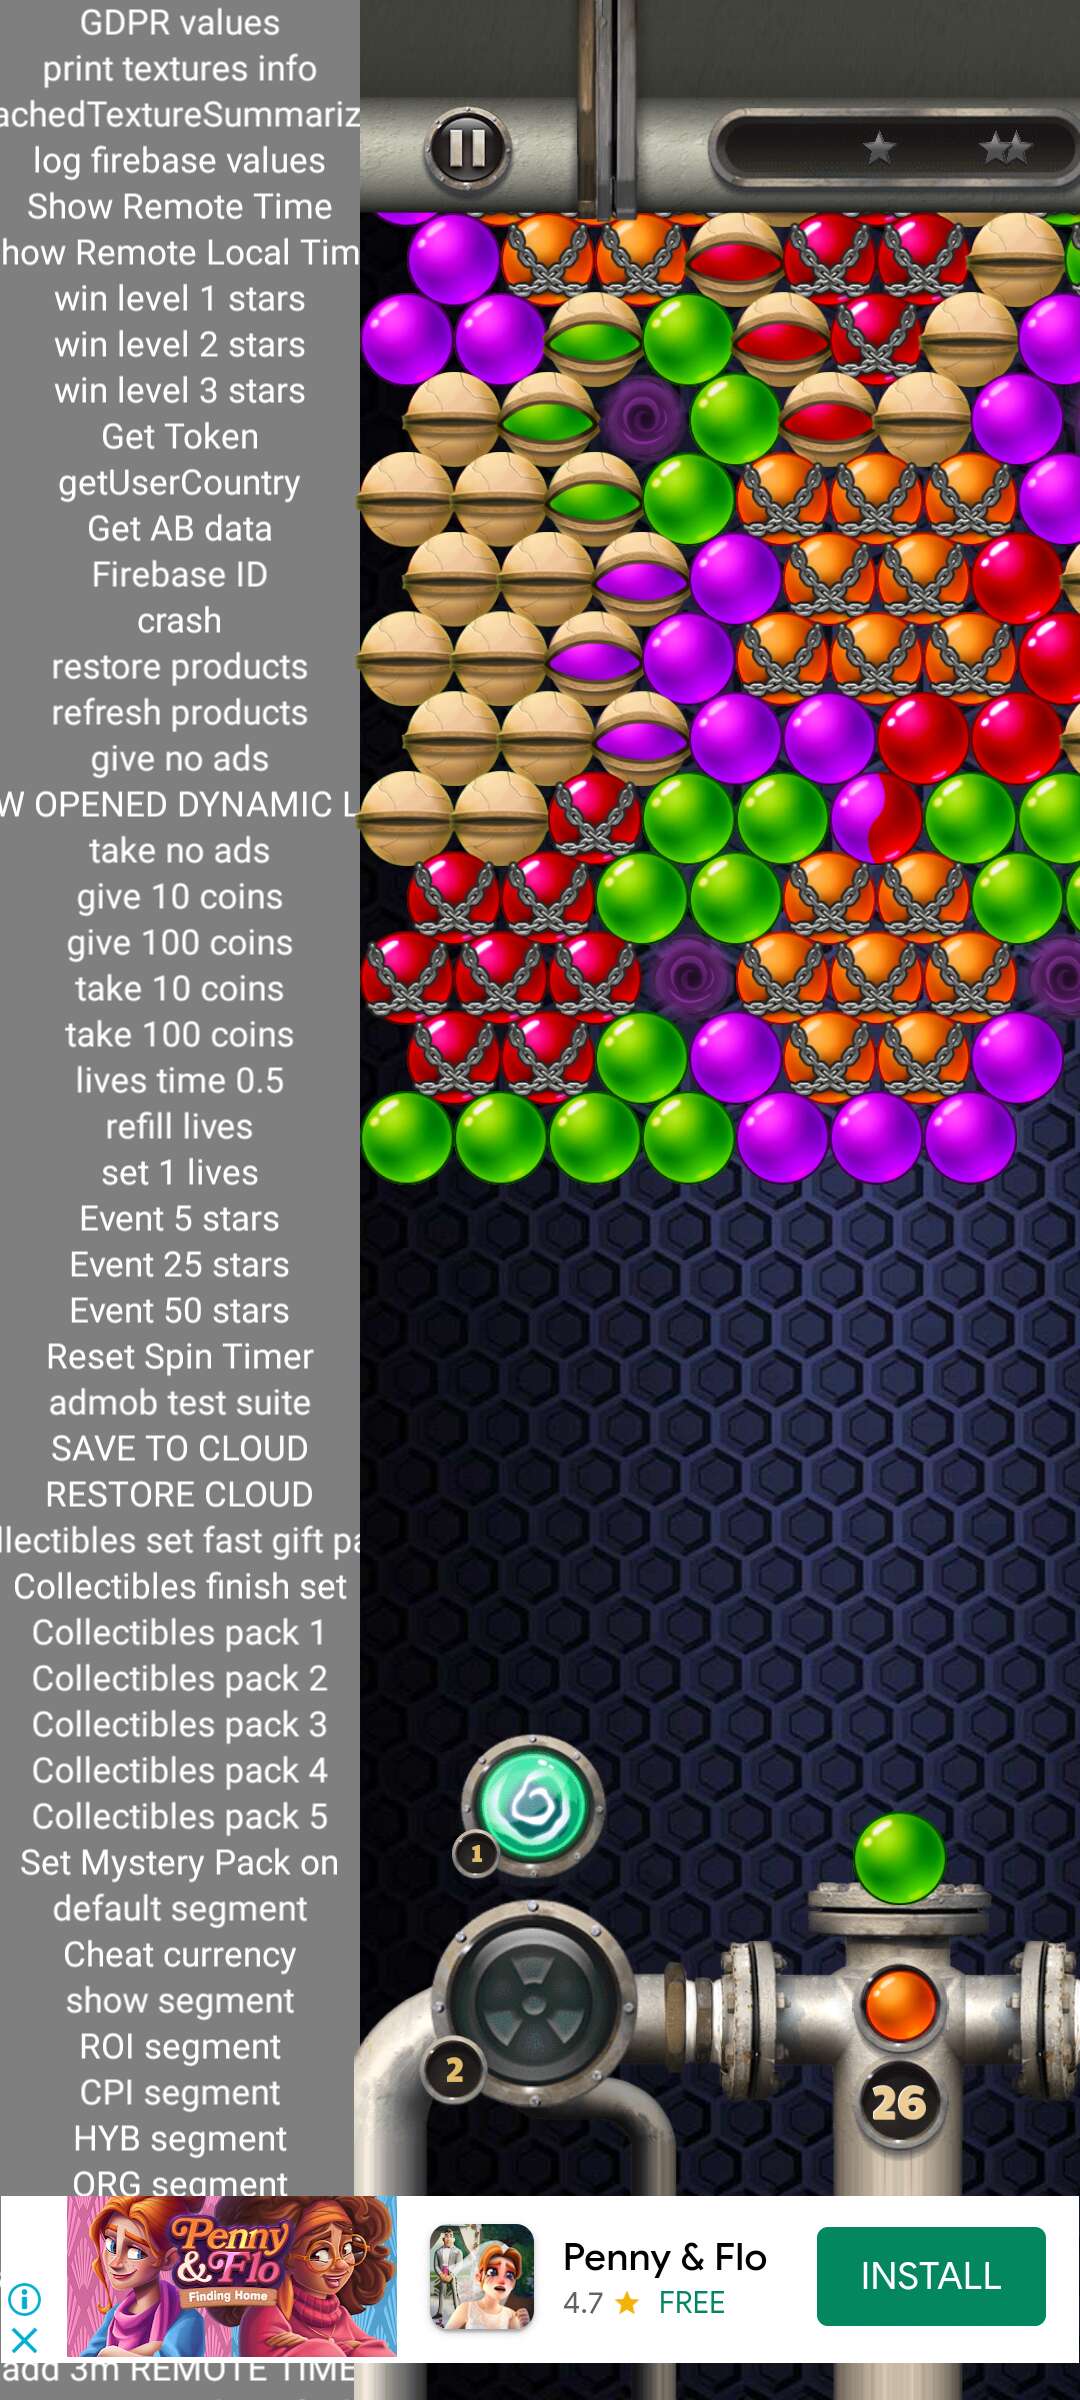 GDPR values
print textures info
achedTextureSummariz
log firebase values
Show Remote Time
how Remote Local Tim
win level 1 stars
win level 2 stars
win level 3 stars
Get Token
getUserCountry
Get AB data
Firebase ID
crash
restore products
refresh products
give no ads
W OPENED DYNAMIC L
take no ads
give 10 coins
give 100 coins
take 10 coins
take 100 coins
lives time 0.5
refill lives
set 1 lives
Event 5 stars
Event 25 stars
Event 50 stars
Reset Spin Timer
admob test suite
SAVE TO CLOUD
RESTORE CLOUD
llectibles set fast gift pa
Collectibles finish set
Collectibles pack 1
Collectibles pack 2
Collectibles pack 3
Collectibles pack 4
Collectibles pack 5
Set Mystery Pack on
default segment
Cheat currency
show segment
ROI segment
CPI segment
HYB segment
ORG segment
1
2
26
Penny
&Flo
Finding Home
Penny & Flo
4.7 ★ FREE
INSTALL
add 3m REMOTE TIME